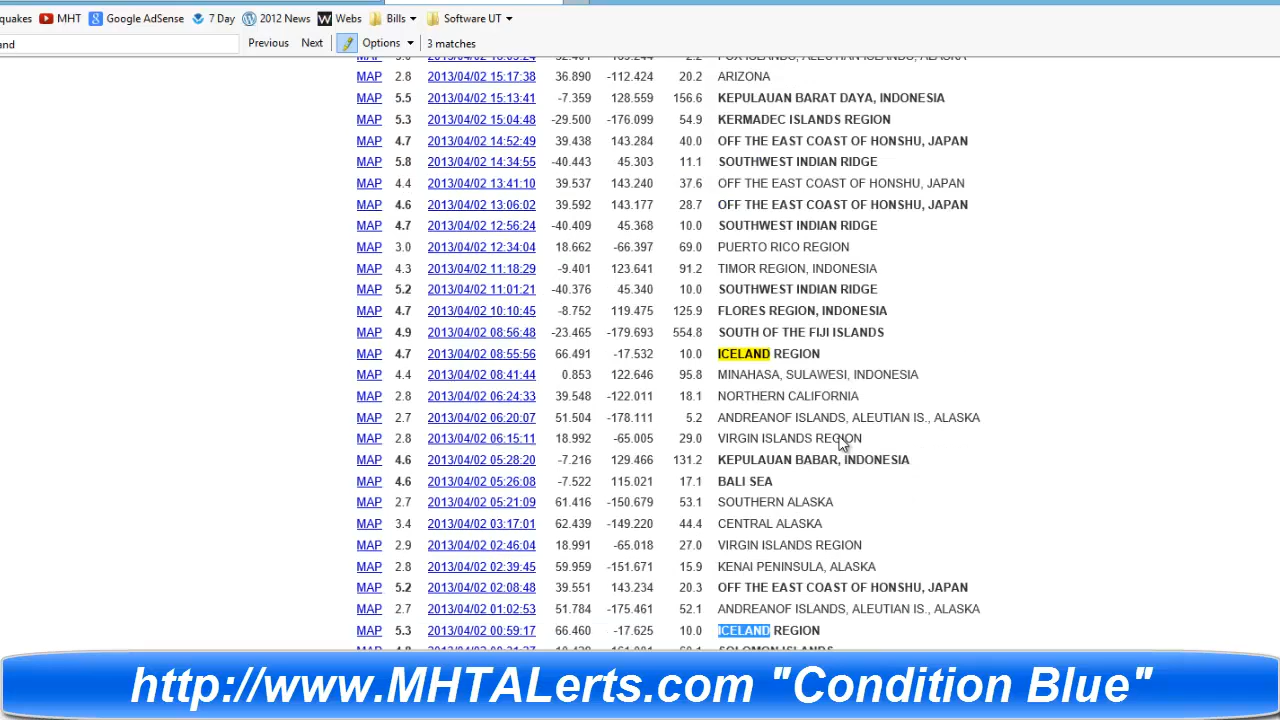 quakes MHT Google AdSense 7 Day 2012 News Webs Bills Software UT
and Previous Next Options 3 matches
MAP 2.8 2013/04/02 15:17:38 36.890 -112.424 20.2 ARIZONA
MAP 5.5 2013/04/02 15:13:41 -7.359 128.559 156.6 KEPULAUAN BARAT DAYA, INDONESIA
MAP 5.3 2013/04/02 15:04:48 -29.500 -176.099 54.9 KERMADEC ISLANDS REGION
MAP 4.7 2013/04/02 14:52:49 39.438 143.284 40.0 OFF THE EAST COAST OF HONSHU, JAPAN
MAP 5.8 2013/04/02 14:34:55 -40.443 45.303 11.1 SOUTHWEST INDIAN RIDGE
MAP 4.4 2013/04/02 13:41:10 39.537 143.240 37.6 OFF THE EAST COAST OF HONSHU, JAPAN
MAP 4.6 2013/04/02 13:06:02 39.592 143.177 28.7 OFF THE EAST COAST OF HONSHU, JAPAN
MAP 4.7 2013/04/02 12:56:24 -40.409 45.368 10.0 SOUTHWEST INDIAN RIDGE
MAP 3.0 2013/04/02 12:34:04 18.662 -66.397 69.0 PUERTO RICO REGION
MAP 4.3 2013/04/02 11:18:29 -9.401 123.641 91.2 TIMOR REGION, INDONESIA
MAP 5.2 2013/04/02 11:01:21 -40.376 45.340 10.0 SOUTHWEST INDIAN RIDGE
MAP 4.7 2013/04/02 10:10:45 -8.752 119.475 125.9 FLORES REGION, INDONESIA
MAP 4.9 2013/04/02 08:56:48 -23.465 -179.693 554.8 SOUTH OF THE FIJI ISLANDS
MAP 4.7 2013/04/02 08:55:56 66.491 -17.532 10.0 ICELAND REGION
MAP 4.4 2013/04/02 08:41:44 0.853 122.646 95.8 MINAHASA, SULAWESI, INDONESIA
MAP 2.8 2013/04/02 06:24:33 39.548 -122.011 18.1 NORTHERN CALIFORNIA
MAP 2.7 2013/04/02 06:20:07 51.504 -178.111 5.2 ANDREANOF ISLANDS, ALEUTIAN IS., ALASKA
MAP 2.8 2013/04/02 06:15:11 18.992 -65.005 29.0 VIRGIN ISLANDS REGION
MAP 4.6 2013/04/02 05:28:20 -7.216 129.466 131.2 KEPULAUAN BABAR, INDONESIA
MAP 4.6 2013/04/02 05:26:08 -7.522 115.021 17.1 BALI SEA
MAP 2.7 2013/04/02 05:21:09 61.416 -150.679 53.1 SOUTHERN ALASKA
MAP 3.4 2013/04/02 03:17:01 62.439 -149.220 44.4 CENTRAL ALASKA
MAP 2.9 2013/04/02 02:46:04 18.991 -65.018 27.0 VIRGIN ISLANDS REGION
MAP 2.8 2013/04/02 02:39:45 59.959 -151.671 15.9 KENAI PENINSULA, ALASKA
MAP 5.2 2013/04/02 02:08:48 39.551 143.234 20.3 OFF THE EAST COAST OF HONSHU, JAPAN
MAP 2.7 2013/04/02 01:02:53 51.784 -175.461 52.1 ANDREANOF ISLANDS, ALEUTIAN IS., ALASKA
MAP 5.3 2013/04/02 00:59:17 66.460 -17.625 10.0 ICELAND REGION
http://www.MHTALerts.com "Condition Blue"